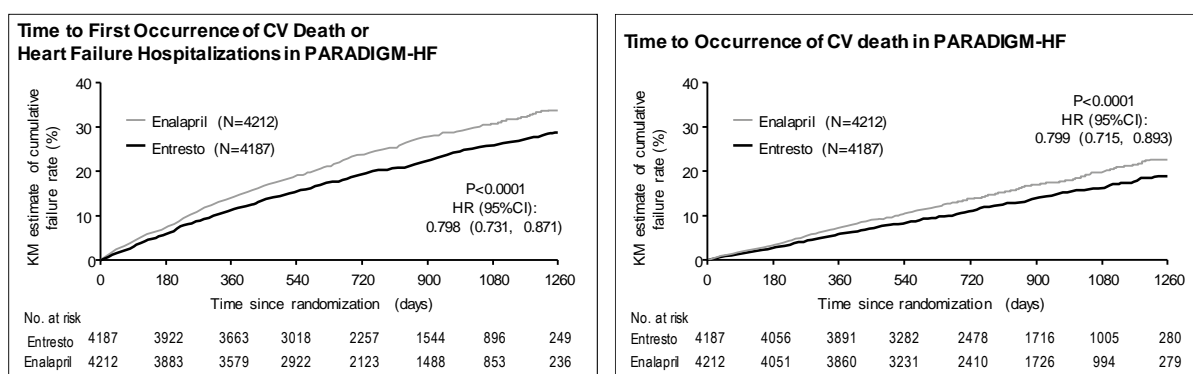 Time to First Occurrence of CV Death or
Heart Failure Hospitalizations in PARADIGM-HF
KM estimate of cumulative
failure rate (%)
40
30
20
10
0
Enalapril (N=4212)
Entresto (N=4187)
P<0.0001
HR (95%CI):
0.798 (0.731, 0.871)
0 180 360 540 720 900 1080 1260
Time since randomization (days)
No. at risk
Entresto 4187 3922 3663 3018 2257 1544 896 249
Enalapril 4212 3883 3579 2922 2123 1488 853 236
Time to Occurrence of CV death in PARADIGM-HF
KM estimate of cumulative
failure rate (%)
40
30
20
10
0
P<0.0001
HR (95%CI):
0.799 (0.715, 0.893)
Enalapril (N=4212)
Entresto (N=4187)
0 180 360 540 720 900 1080 1260
Time since randomization (days)
No. at risk
Entresto 4187 4056 3891 3282 2478 1716 1005 280
Enalapril 4212 4051 3860 3231 2410 1726 994 279